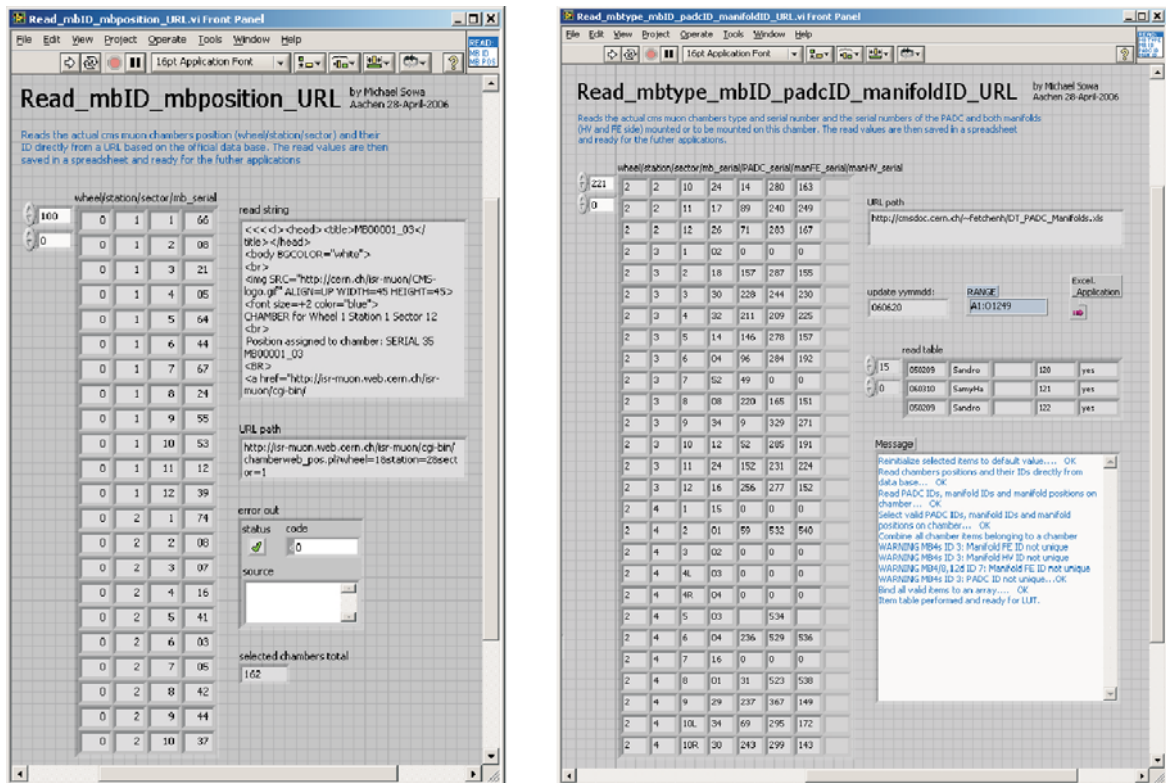 Read_mbID_mbposition_URL.vi Front Panel
File Edit View Project Operate Tools Window Help
16pt Application Font
READ-
MB ID
MB POS
Read_mbID_mbposition_URL
by Michael Sowa
Aachen 28-April-2006
Reads the actual cms muon chambers position (wheel/station/sector) and their
ID directly from a URL based on the official data base. The read values are then
saved in a spreadsheet and ready for the futher applications
wheel/station/sector/mb_serial
100
0
0 1 1 66
0 1 2 08
0 1 3 21
0 1 4 05
0 1 5 64
0 1 6 44
0 1 7 67
0 1 8 24
0 1 9 55
0 1 10 53
0 1 11 12
0 1 12 39
0 2 1 74
0 2 2 08
0 2 3 07
0 2 4 16
0 2 5 41
0 2 6 03
0 2 7 05
0 2 8 42
0 2 9 44
0 2 10 37
read string
<<<<d><head><title>MB00001_03</
title></head>
<body BGCOLOR="white">
<br>
<img SRC="http://cern.ch/isr-muon/CMS-
logo.gif" ALIGN=UP WIDTH=45 HEIGHT=45>
<font size=+2 color="blue">
CHAMBER for Wheel 1 Station 1 Sector 12
<br>
Position assigned to chamber: SERIAL 35
MB00001_03
<BR>
<a href="http://isr-muon.web.cern.ch/isr-
muon/cgi-bin/
URL path
http://isr-muon.web.cern.ch/isr-muon/cgi-bin/
chamberweb_pos.pl?wheel=1&station=2&sect
or=1
error out
status code
0
source
selected chambers total
162
Read_mbtype_mbID_padcID_manifoldID_URL.vi Front Panel
File Edit View Project Operate Tools Window Help
16pt Application Font
READ-
Read_mbtype_mbID_padcID_manifoldID_URL
by Michael Sowa
Aachen 28-April-2006
Reads the actual cms muon chambers type and serial number and the serial numbers of the PADC and both manifolds
(HV and FE side) mounted or to be mounted on this chamber. The read values are then saved in a spreadsheet
and ready for the futher applications.
wheel/station/sector/mb_serial/PADC_serial/manFE_serial/manHV_serial
221
0
2 2 10 24 14 280 163
2 2 11 17 89 240 249
2 2 12 26 71 283 167
2 3 1 02 0 0 0
2 3 2 18 157 287 155
2 3 3 30 228 244 230
2 3 4 32 211 209 225
2 3 5 14 146 278 157
2 3 6 04 96 284 192
2 3 7 52 49 0 0
2 3 8 08 220 165 151
2 3 9 34 9 329 271
2 3 10 12 52 285 191
2 3 11 24 152 231 224
2 3 12 16 256 277 152
2 4 1 15 0 0
2 4 2 01 59 532 540
2 4 3 02 0 0 0
2 4 4L 03 0 0 0
2 4 4R 04 0 0 0
2 4 5 03 534
2 4 6 04 236 529 536
2 4 7 16 0 0 0
2 4 8 01 31 523 538
2 4 9 29 237 367 149
2 4 10L 34 69 295 172
2 4 10R 30 243 299 143
URL path
http://cmsdoc.cern.ch/~fetchenh/DT_PADC_Manifolds.xls
update yymmdd:
060620
RANGE
A1:O1249
Excel.
_Application
read table
15
0
050209 Sandro 120 yes
060310 SamyHa 121 yes
050209 Sandro 122 yes
Message
Reinitialize selected items to default value.... OK
Read chambers positions and their IDs directly from
data base... OK
Read PADC IDs, manifold IDs and manifold positions on
chamber... OK
Select valid PADC IDs, manifold IDs and manifold
positions on chamber... OK
Combine all chamber items belonging to a chamber
WARNING MB4s ID 3: Manifold FE ID not unique
WARNING MB4s ID 3: Manifold HV ID not unique
WARNING MB4/8,12d ID 7: Manifold FE ID not unique
WARNING MB4s ID 3: PADC ID not unique...OK
Bind all valid items to an array.... OK
Item table performed and ready for LUT.